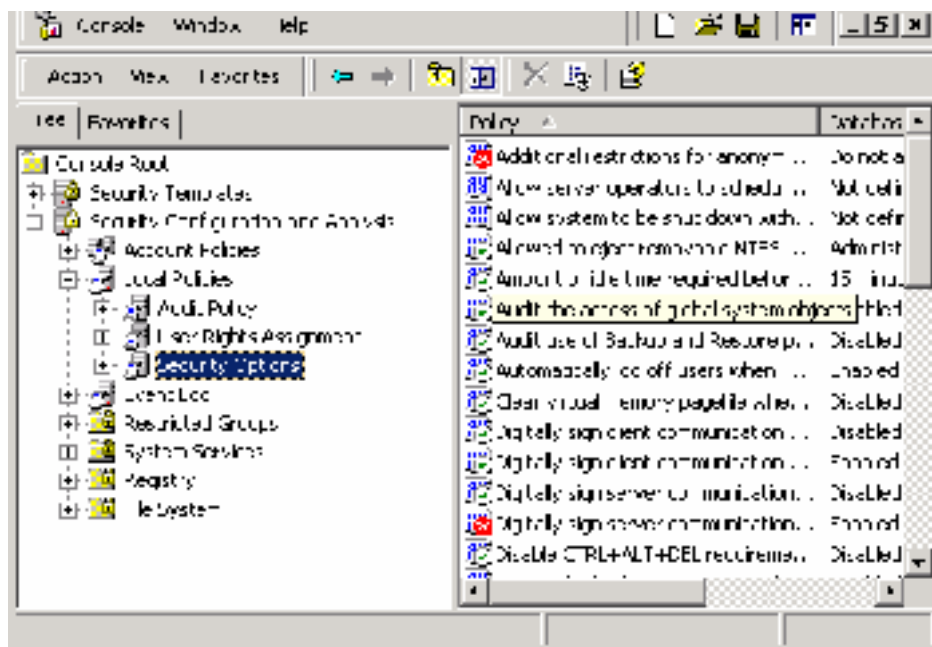 Console Window Help
Action View Favorites
Tree Favorites
Console Root
Security Templates
Security Configuration and Analysis
Account Policies
Local Policies
Audit Policy
User Rights Assignment
Security Options
Event Log
Restricted Groups
System Services
Registry
File System
Policy Databas
Additional restrictions for anonym... Do not a
Allow server operators to schedu... Not defin
Allow system to be shut down with... Not defin
Allowed to eject removable NTFS ... Administ
Amount of idle time required befor... 15 minu
Audit the access of global system objects bled
Audit use of Backup and Restore p... Disabled
Automatically log off users when ... Enabled
Clear virtual memory pagefile whe... Disabled
Digitally sign client communication ... Disabled
Digitally sign client communication ... Enabled
Digitally sign server communication... Disabled
Digitally sign server communication... Enabled
Disable CTRL+ALT+DEL requireme... Disabled